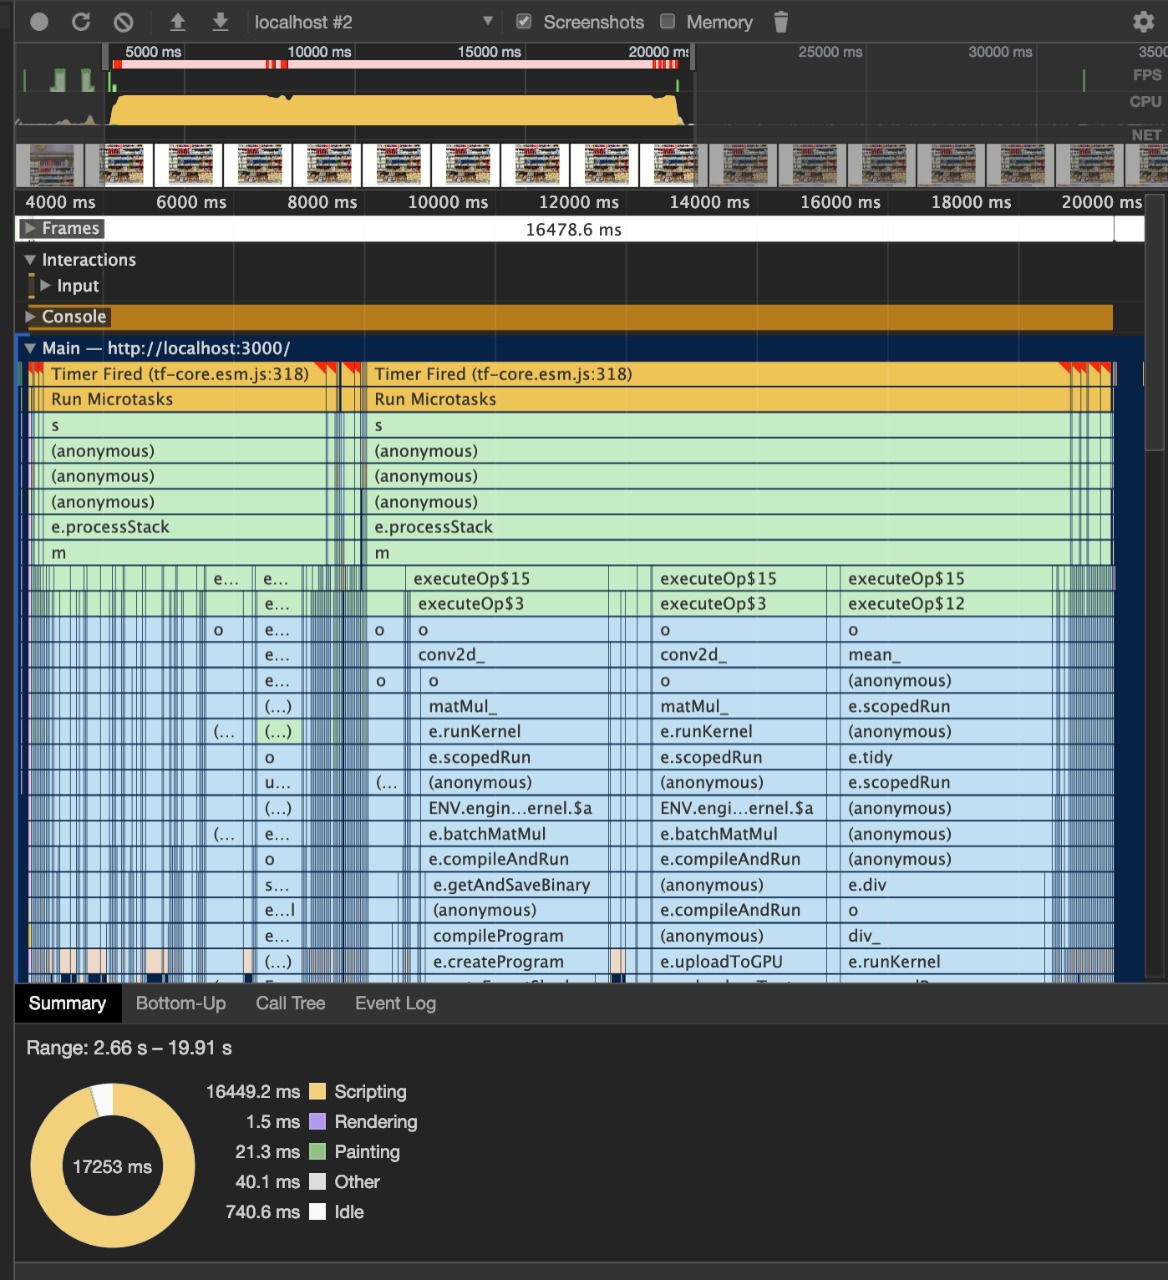 localhost #2 Screenshots Memory
5000 ms 10000 ms 15000 ms 20000 ms 25000 ms 30000 ms 3500
FPS
CPU
NET
4000 ms 6000 ms 8000 ms 10000 ms 12000 ms 14000 ms 16000 ms 18000 ms 20000 ms
Frames 16478.6 ms
Interactions
Input
Console
Main — http://localhost:3000/
Timer Fired (tf-core.esm.js:318) Timer Fired (tf-core.esm.js:318)
Run Microtasks Run Microtasks
s s
(anonymous) (anonymous)
(anonymous) (anonymous)
(anonymous) (anonymous)
e.processStack e.processStack
m m
e... e... executeOp$15 executeOp$15 executeOp$15
e... executeOp$3 executeOp$3 executeOp$12
o e... o o o o
e... conv2d_ conv2d_ mean_
e... o o o (anonymous)
(...) matMul_ matMul_ e.scopedRun
(... (...) e.runKernel e.runKernel (anonymous)
o e.scopedRun e.scopedRun e.tidy
u... (... (anonymous) (anonymous) e.scopedRun
(...) ENV.engin...ernel.$a ENV.engi...ernel.$a (anonymous)
(... e... e.batchMatMul e.batchMatMul (anonymous)
o e.compileAndRun e.compileAndRun (anonymous)
s... e.getAndSaveBinary (anonymous) e.div
e...l (anonymous) e.compileAndRun o
e... compileProgram (anonymous) div_
(...) e.createProgram e.uploadToGPU e.runKernel
Summary Bottom-Up Call Tree Event Log
Range: 2.66 s – 19.91 s
16449.2 ms Scripting
1.5 ms Rendering
21.3 ms Painting
17253 ms
40.1 ms Other
740.6 ms Idle